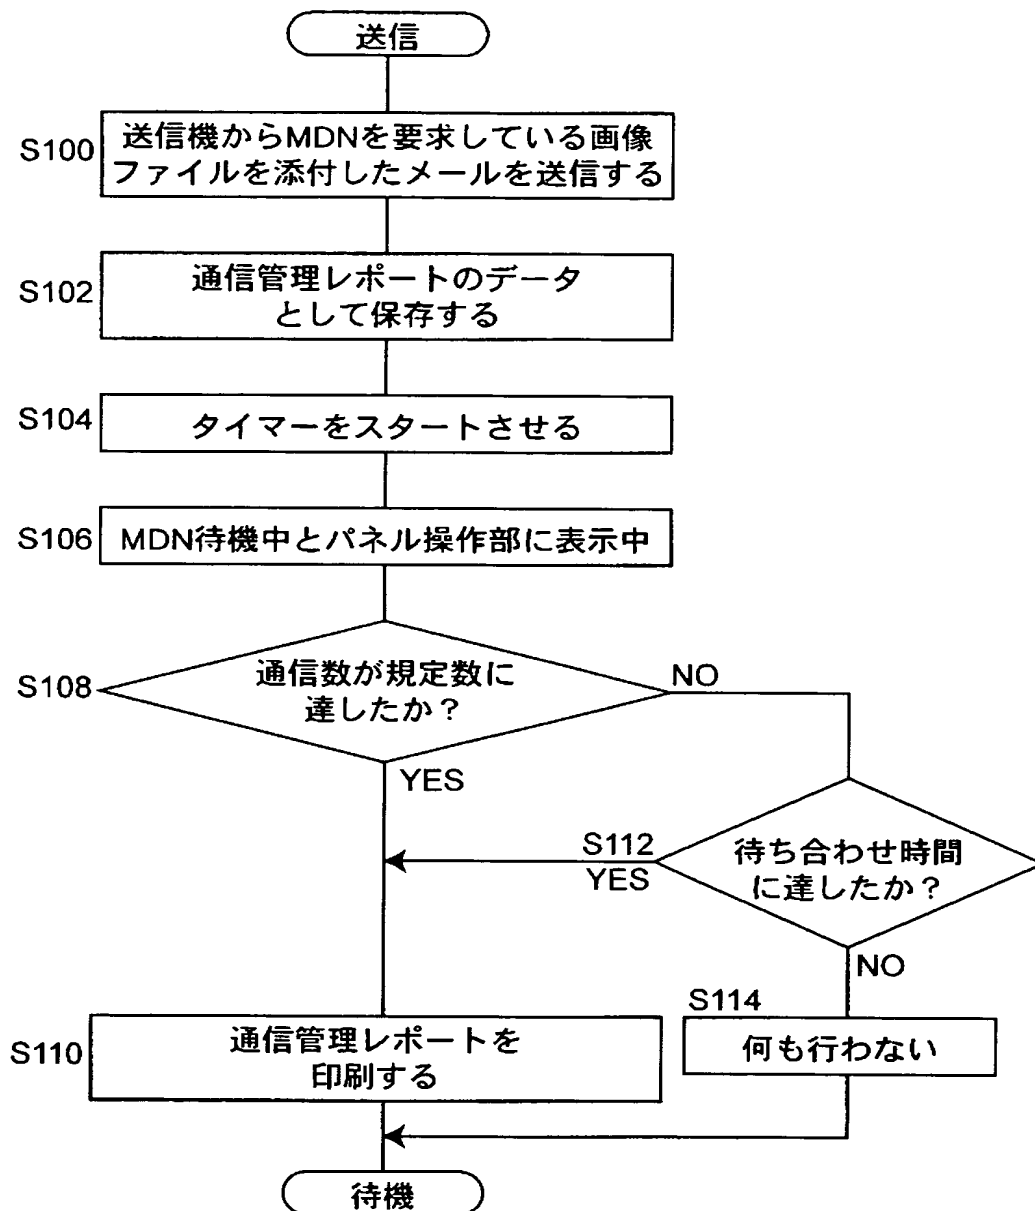 送信
S100
送信機からMDNを要求している画像
ファイルを添付したメールを送信する
S102
通信管理レポートのデータ
として保存する
S104
タイマーをスタートさせる
S106
MDN待機中とパネル操作部に表示中
S108
通信数が規定数に
達したか？
NO
YES
S112
YES
待ち合わせ時間
に達したか？
NO
S114
何も行わない
S110
通信管理レポートを
印刷する
待機